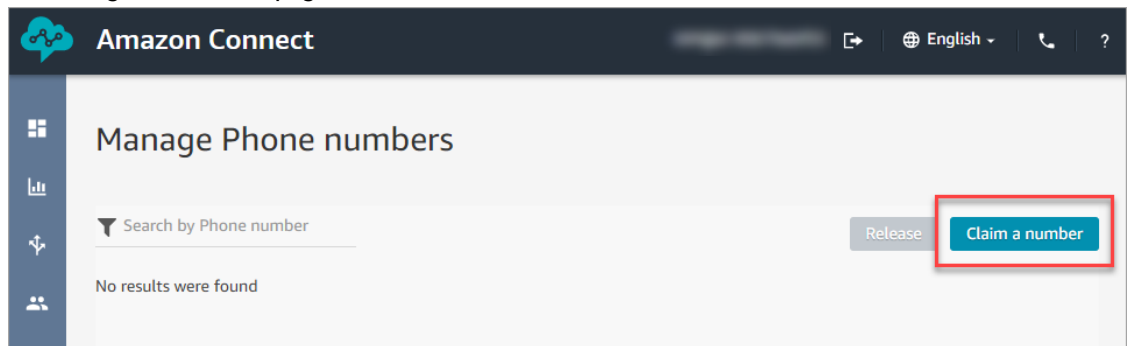 Amazon Connect
English
?
Manage Phone numbers
Search by Phone number
Release
Claim a number
No results were found